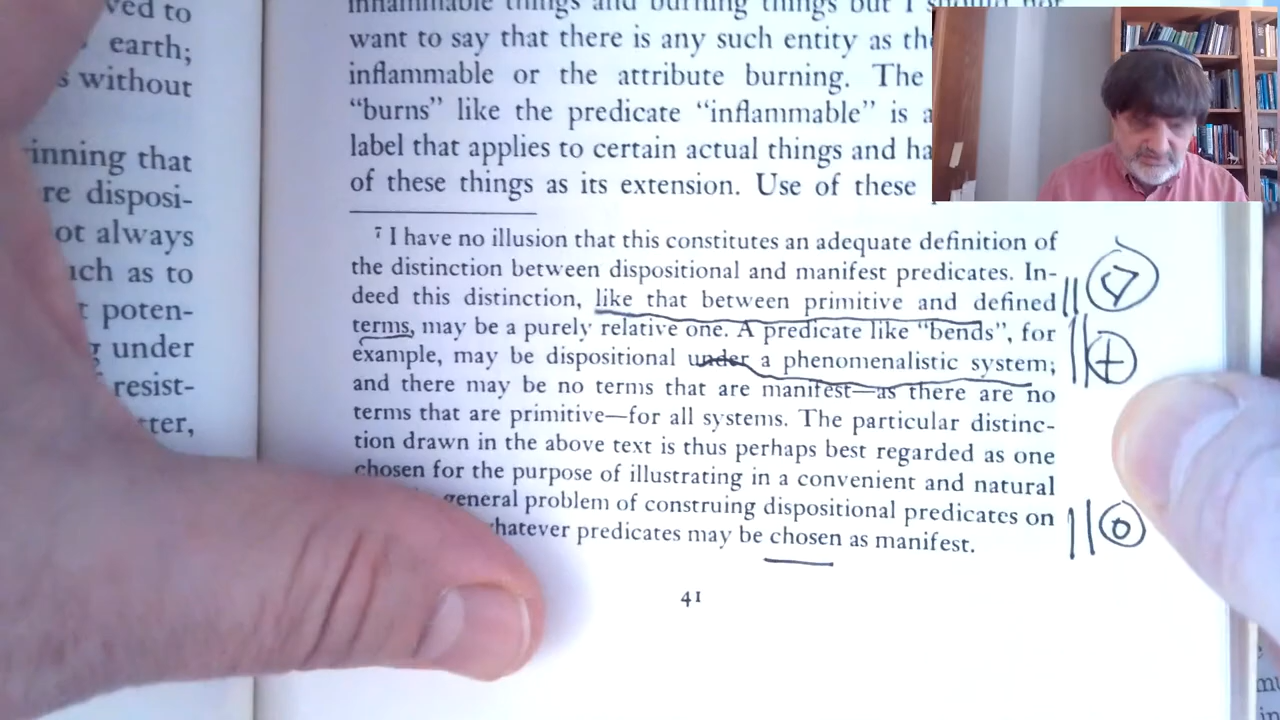 ved to
earth;
s without
inning that
re disposi-
ot always
uch as to
t poten-
g under
resist-
tter,
inflammable things and burning things but I should not
want to say that there is any such entity as the
inflammable or the attribute burning. The
"burns" like the predicate "inflammable" is a
label that applies to certain actual things and ha
of these things as its extension. Use of these
⁷ I have no illusion that this constitutes an adequate definition of
the distinction between dispositional and manifest predicates. In-
deed this distinction, like that between primitive and defined
terms, may be a purely relative one. A predicate like "bends", for
example, may be dispositional under a phenomenalistic system;
and there may be no terms that are manifest—as there are no
terms that are primitive—for all systems. The particular distinc-
tion drawn in the above text is thus perhaps best regarded as one
chosen for the purpose of illustrating in a convenient and natural
general problem of construing dispositional predicates on
hatever predicates may be chosen as manifest.
41